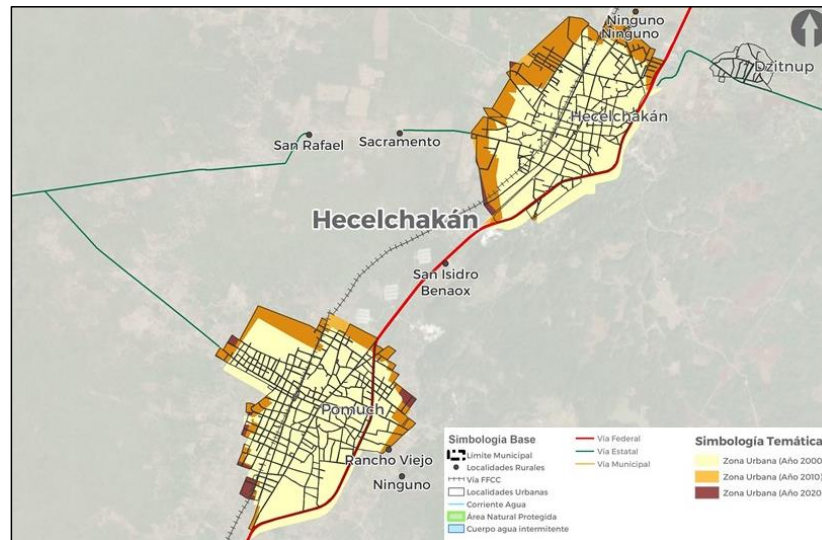 Ninguno
Ninguno
Dzitnup
Hecelchakán
San Rafael
Sacramento
Hecelchakán
San Isidro
Benaox
Pomuch
Rancho Viejo
Ninguno
Simbología Base
Límite Municipal
Localidades Rurales
Vía FFCC
Localidades Urbanas
Corriente Agua
Área Natural Protegida
Cuerpo agua intermitente
Vía Federal
Vía Estatal
Vía Municipal
Simbología Temática
Zona Urbana (Año 2000)
Zona Urbana (Año 2010)
Zona Urbana (Año 2020)